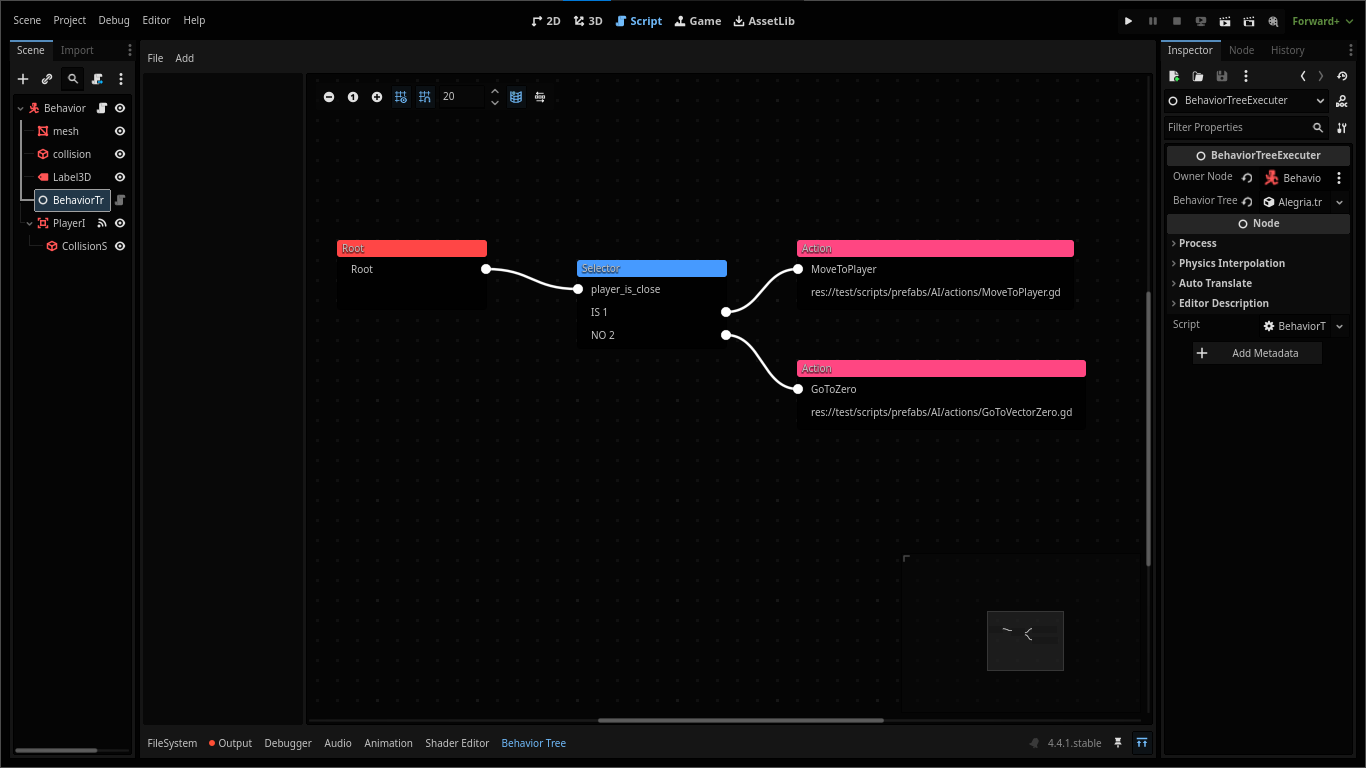 Scene Project Debug Editor Help
2D 3D Script Game AssetLib
Forward+
Scene Import
Behavior
mesh
collision
Label3D
BehaviorTr
PlayerI
CollisionS
File Add
1 20
Root
Root
Selector
player_is_close
IS 1
NO 2
Action
MoveToPlayer
res://test/scripts/prefabs/AI/actions/MoveToPlayer.gd
Action
GoToZero
res://test/scripts/prefabs/AI/actions/GoToVectorZero.gd
FileSystem Output Debugger Audio Animation Shader Editor Behavior Tree
4.4.1.stable
Inspector Node History
BehaviorTreeExecuter
Filter Properties
BehaviorTreeExecuter
Owner Node Behavio
Behavior Tree Alegria.tr
Node
Process
Physics Interpolation
Auto Translate
Editor Description
Script BehaviorT
Add Metadata